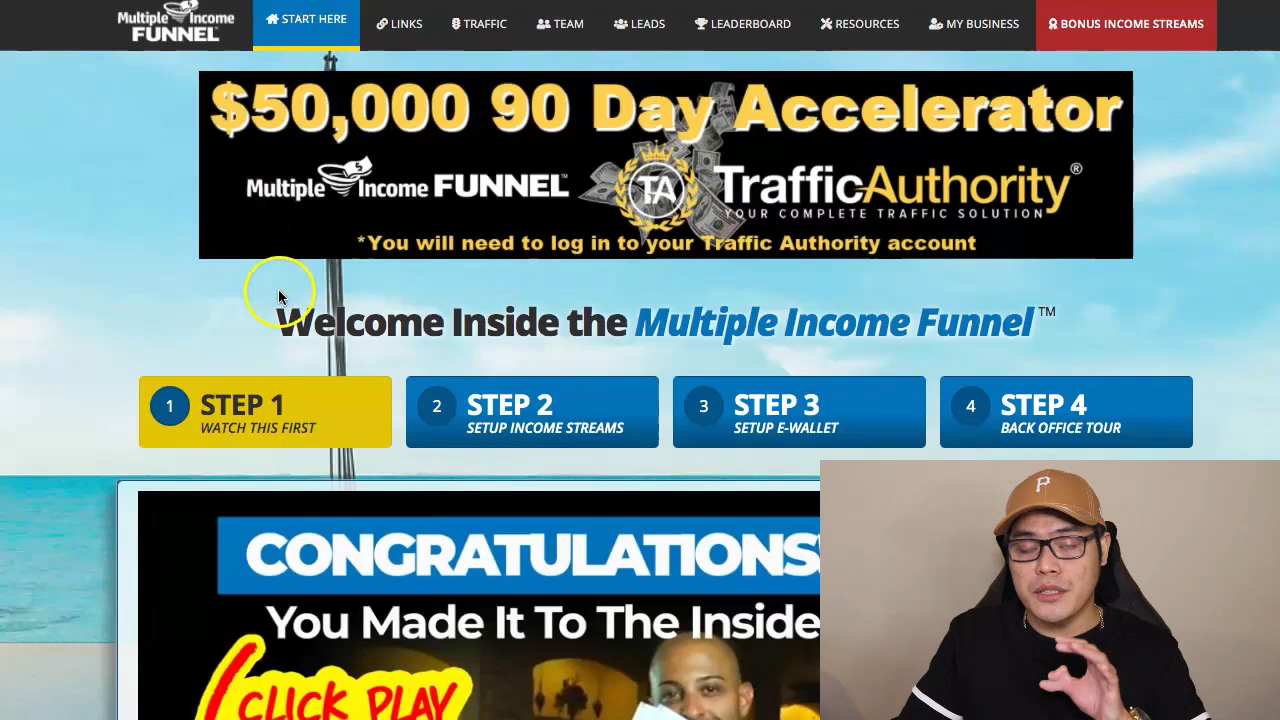 Multiple Income
FUNNEL™
START HERE
LINKS
TRAFFIC
TEAM
LEADS
LEADERBOARD
RESOURCES
MY BUSINESS
BONUS INCOME STREAMS
$50,000 90 Day Accelerator
Multiple Income FUNNEL™
TA
TrafficAuthority®
YOUR COMPLETE TRAFFIC SOLUTION
*You will need to log in to your Traffic Authority account
Welcome Inside the Multiple Income Funnel™
1 STEP 1
WATCH THIS FIRST
2 STEP 2
SETUP INCOME STREAMS
3 STEP 3
SETUP E-WALLET
4 STEP 4
BACK OFFICE TOUR
CONGRATULATIONS
You Made It To The Inside
CLICK PLAY
P